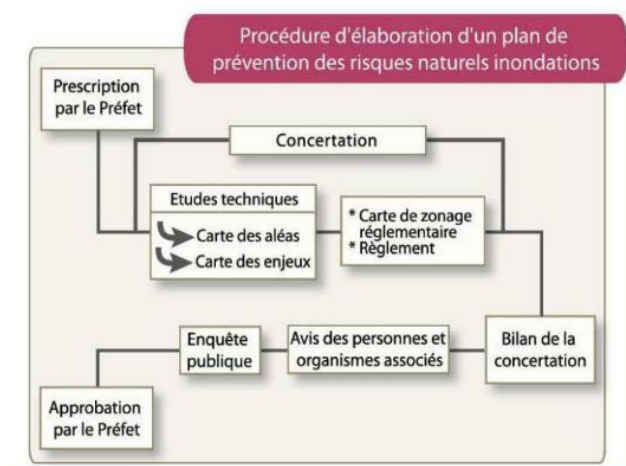 Procédure d'élaboration d'un plan de
prévention des risques naturels inondations
Prescription
par le Préfet
Concertation
Etudes techniques
Carte des aléas
Carte des enjeux
* Carte de zonage
réglementaire
* Règlement
Bilan de la
concertation
Avis des personnes et
organismes associés
Enquête
publique
Approbation
par le Préfet